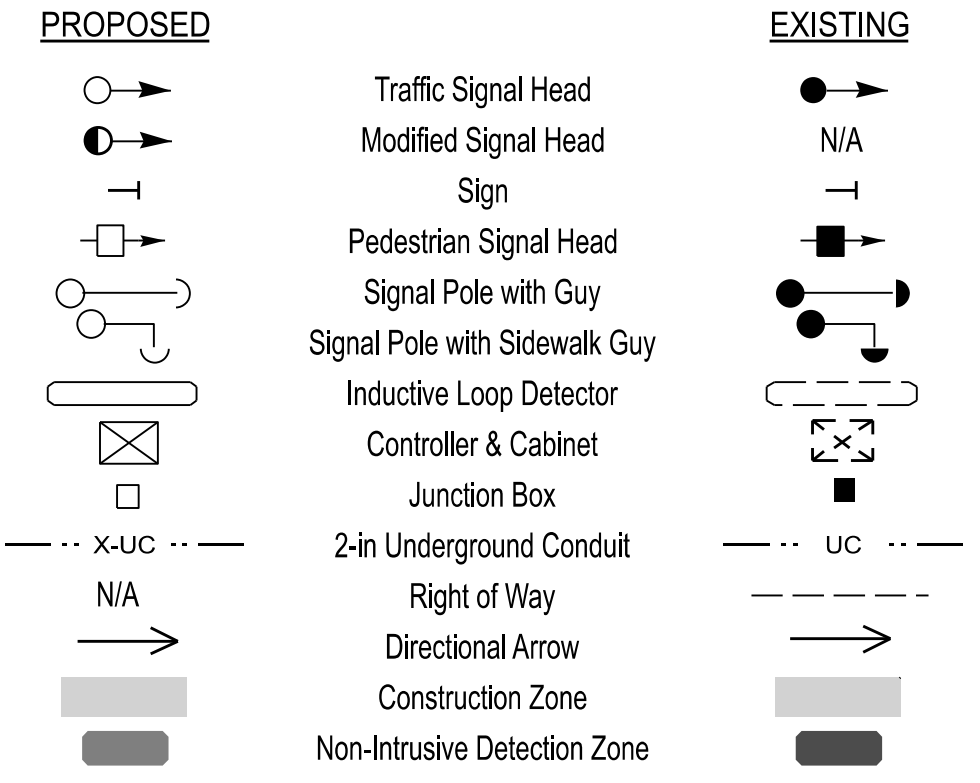 PROPOSED EXISTING
Traffic Signal Head
Modified Signal Head N/A
Sign
Pedestrian Signal Head
Signal Pole with Guy
Signal Pole with Sidewalk Guy
Inductive Loop Detector
Controller & Cabinet
Junction Box
X-UC 2-in Underground Conduit UC
N/A Right of Way
Directional Arrow
Construction Zone
Non-Intrusive Detection Zone